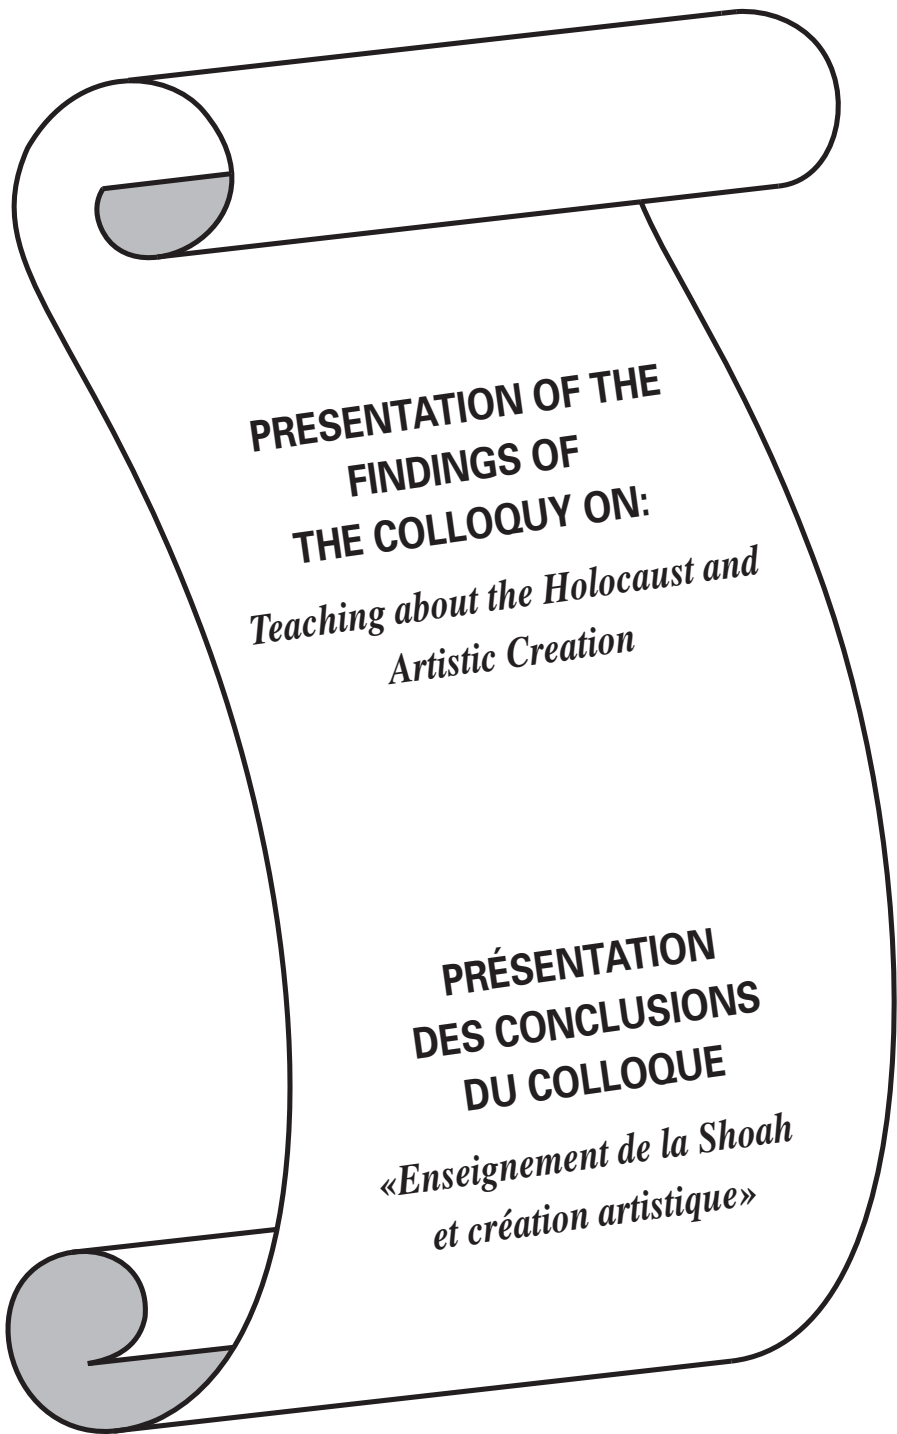 PRESENTATION OF THE
FINDINGS OF
THE COLLOQUY ON:
Teaching about the Holocaust and
Artistic Creation
PRÉSENTATION
DES CONCLUSIONS
DU COLLOQUE
«Enseignement de la Shoah
et création artistique»